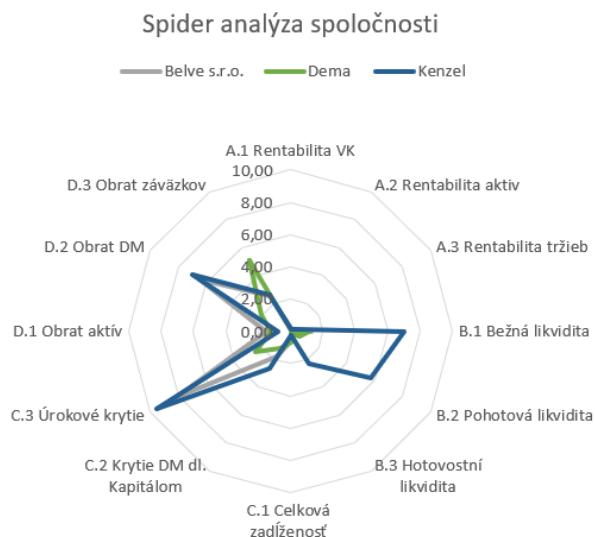 Spider analýza spoločnosti
Belve s.r.o.
Dema
Kenzel
A.1 Rentabilita VK
10,00
8,00
6,00
4,00
2,00
0,00
A.2 Rentabilita aktiv
A.3 Rentabilita tržieb
B.1 Bežná likvidita
B.2 Pohotová likvidita
B.3 Hotovostní
likvidita
C.1 Celková
zadĺženosť
C.2 Krytie DM dl.
Kapitálom
C.3 Úrokové krytie
D.1 Obrat aktív
D.2 Obrat DM
D.3 Obrat záväzkov